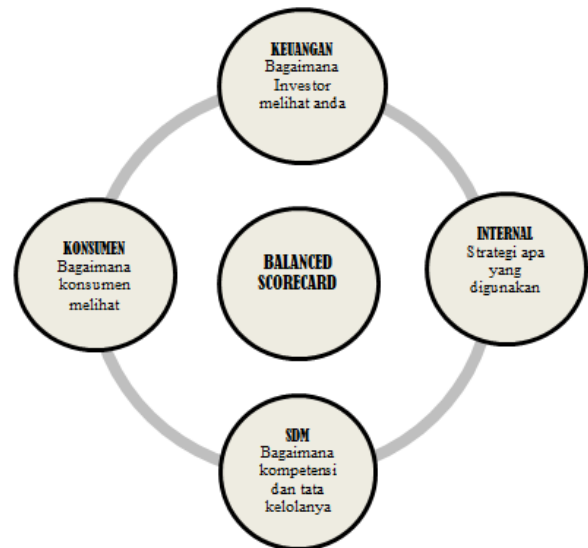 KEUANGAN
Bagaimana
Investor
melihat anda
KONSUMEN
Bagaimana
konsumen
melihat
BALANCED
SCORECARD
INTERNAL
Strategi apa
yang
digunakan
SDM
Bagaimana
kompetensi
dan tata
kelolanya